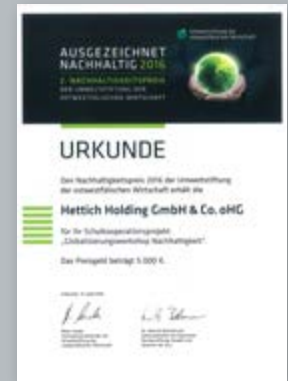 AUSGEZEICHNET
NACHHALTIG 2016
2. NACHHALTIGKEITSPREIS
DER UMWELTSTIFTUNG DER
OSTWESTFÄLISCHEN WIRTSCHAFT
URKUNDE
Den Nachhaltigkeitspreis 2016 der Umweltstiftung
der ostwestfälischen Wirtschaft erhält die
Hettich Holding GmbH & Co. oHG
für ihr Schulkooperationsprojekt
„Globalisierungsworkshop Nachhaltigkeit“.
Das Preisgeld beträgt 5.000 €.